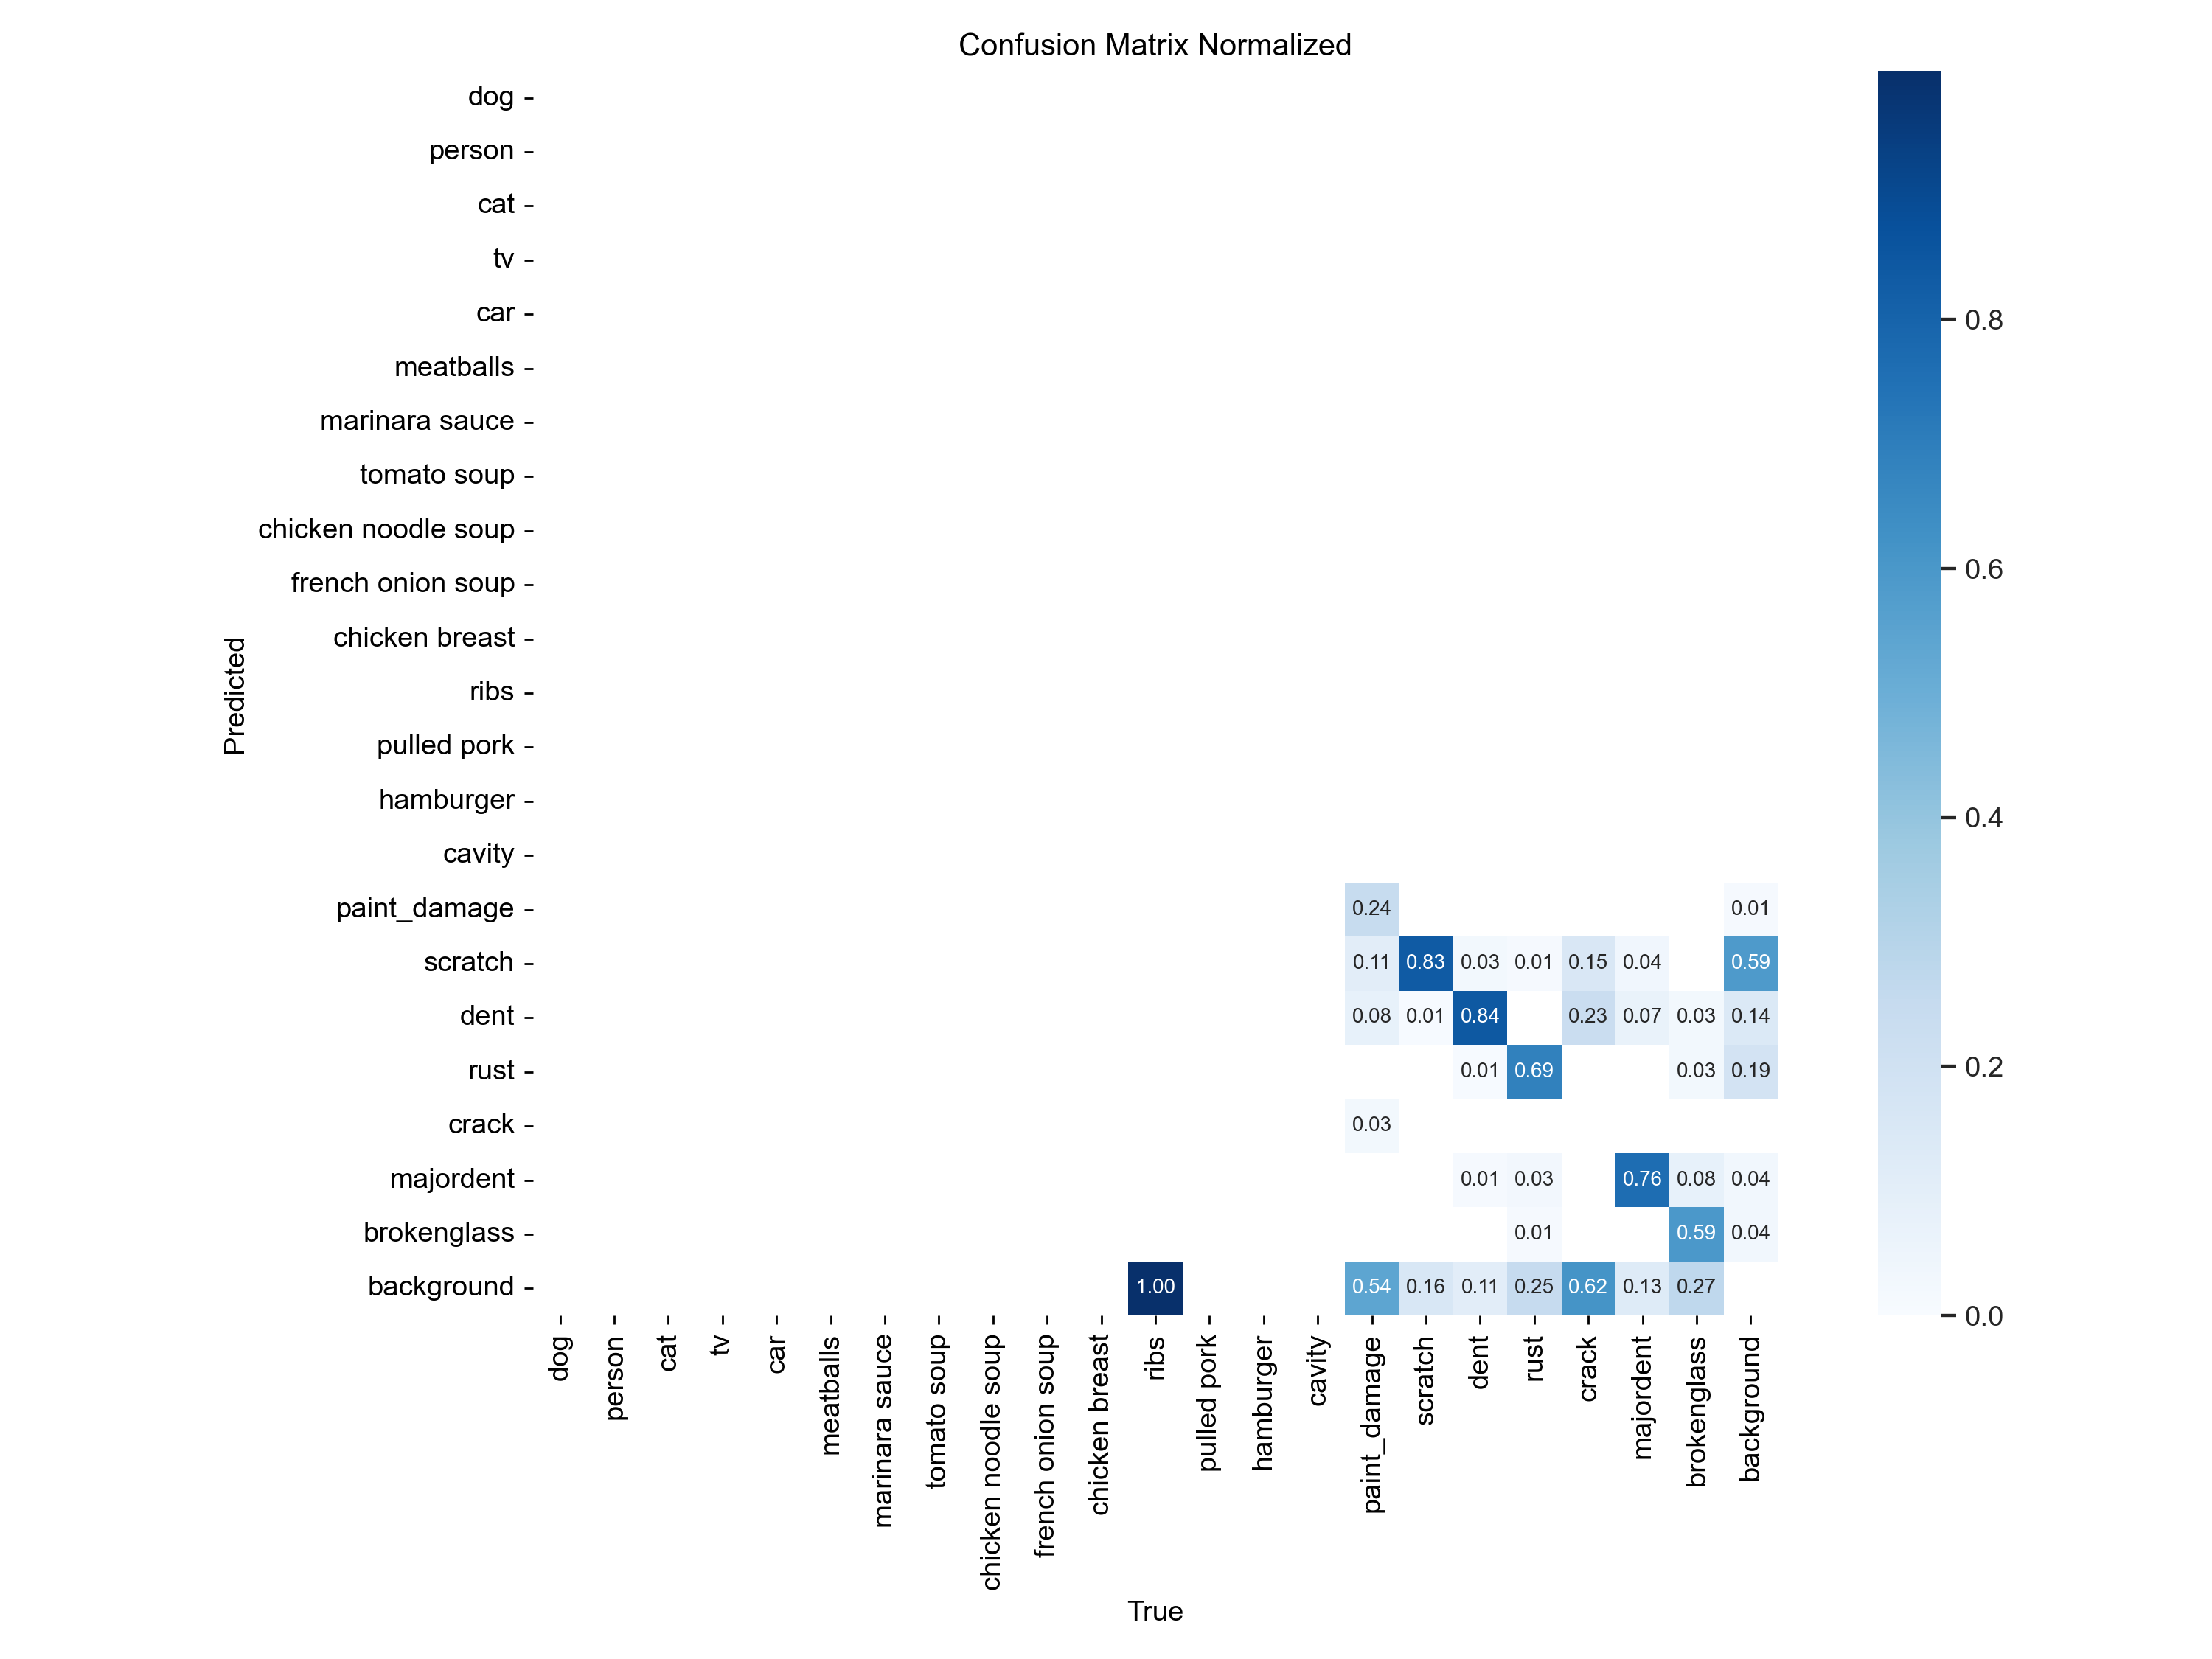 Confusion Matrix Normalized
Predicted
dog
person
cat
tv
car
meatballs
marinara sauce
tomato soup
chicken noodle soup
french onion soup
chicken breast
ribs
pulled pork
hamburger
cavity
paint_damage 0.24 0.01
scratch 0.11 0.83 0.03 0.01 0.15 0.04 0.59
dent 0.08 0.01 0.84 0.23 0.07 0.03 0.14
rust 0.01 0.69 0.03 0.19
crack 0.03
majordent 0.01 0.03 0.76 0.08 0.04
brokenglass 0.01 0.59 0.04
background 1.00 0.54 0.16 0.11 0.25 0.62 0.13 0.27
dog
person
cat
tv
car
meatballs
marinara sauce
tomato soup
chicken noodle soup
french onion soup
chicken breast
ribs
pulled pork
hamburger
cavity
paint_damage
scratch
dent
rust
crack
majordent
brokenglass
background
True
0.8
0.6
0.4
0.2
0.0